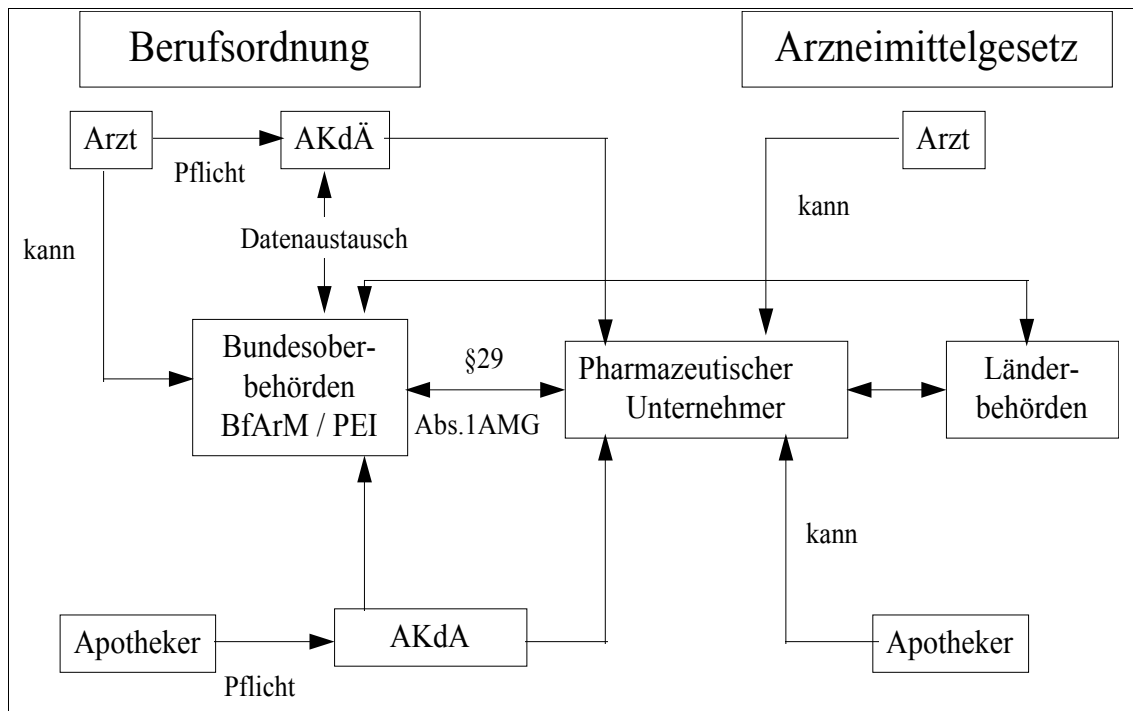 Berufsordnung
Arzneimittelgesetz
Arzt
AKdÄ
Arzt
Pflicht
kann
kann
Datenaustausch
Bundesober-
behörden
BfArM / PEI
§29
Abs.1AMG
Pharmazeutischer
Unternehmer
Länder-
behörden
kann
Apotheker
AKdA
Apotheker
Pflicht